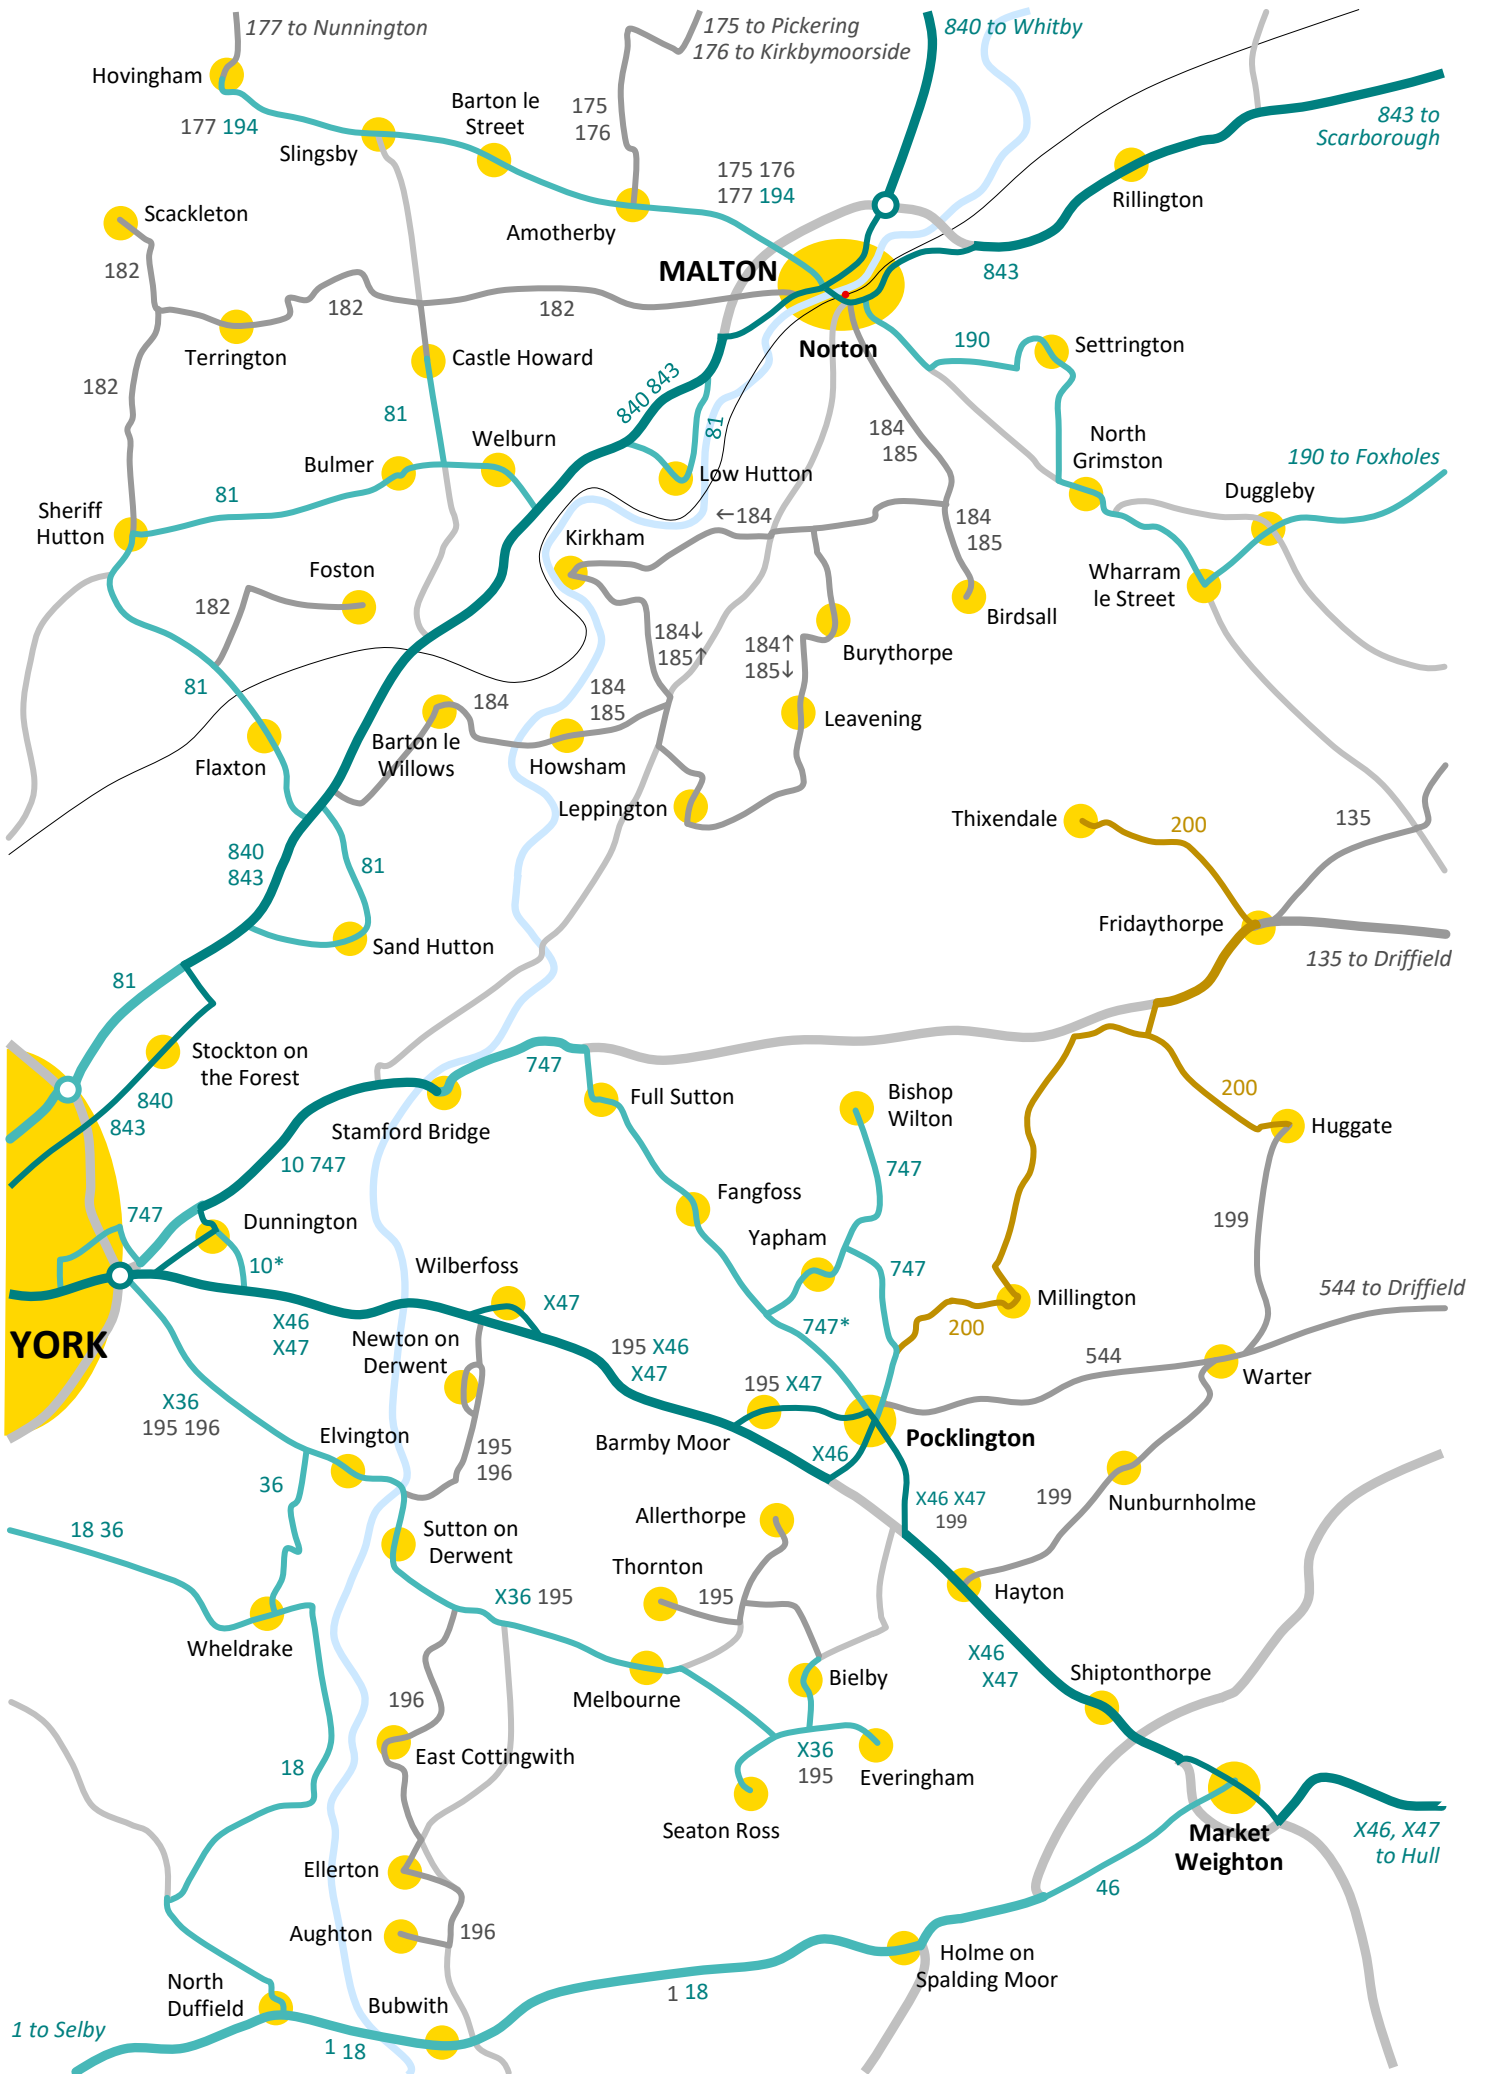 177 to Nunnington
175 to Pickering
176 to Kirkbymoorside
840 to Whitby
Hovingham
177 194
Slingsby
Barton le
Street
175
176
843 to
Scarborough
Rillington
175 176
177 194
Amotherby
Scackleton
182
MALTON
843
182
182
Terrington
Castle Howard
Norton
190
Settrington
182
840 843
81
81
Welburn
Bulmer
Low Hutton
184
185
North
Grimston
190 to Foxholes
Duggleby
81
Sheriff
Hutton
←184
Kirkham
184
185
Foston
182
Wharram
le Street
Birdsall
184↓
185↑
184↑
185↓
Burythorpe
81
184
184
185
Leavening
Barton le
Willows
Flaxton
Howsham
Leppington
Thixendale
200
135
840
843
81
Fridaythorpe
Sand Hutton
135 to Driffield
81
Stockton on
the Forest
747
Full Sutton
Bishop
Wilton
200
Huggate
840
843
Stamford Bridge
10 747
747
Fangfoss
747
Dunnington
199
Yapham
10*
Wilberfoss
747
X47
Millington
544 to Driffield
X46
X47
747*
200
YORK
Newton on
Derwent
195 X46
X47
544
Warter
195 X47
X36
195 196
Elvington
Barmby Moor
Pocklington
195
196
X46
36
X46 X47
199
199
Nunburnholme
Allerthorpe
18 36
Sutton on
Derwent
Thornton
X36 195
195
Hayton
Wheldrake
X46
X47
Shiptonthorpe
Bielby
Melbourne
196
East Cottingwith
X36
195
Everingham
18
Seaton Ross
Market
Weighton
X46, X47
to Hull
Ellerton
46
Aughton
196
Holme on
Spalding Moor
North
Duffield
1 18
Bubwith
1 to Selby
1 18